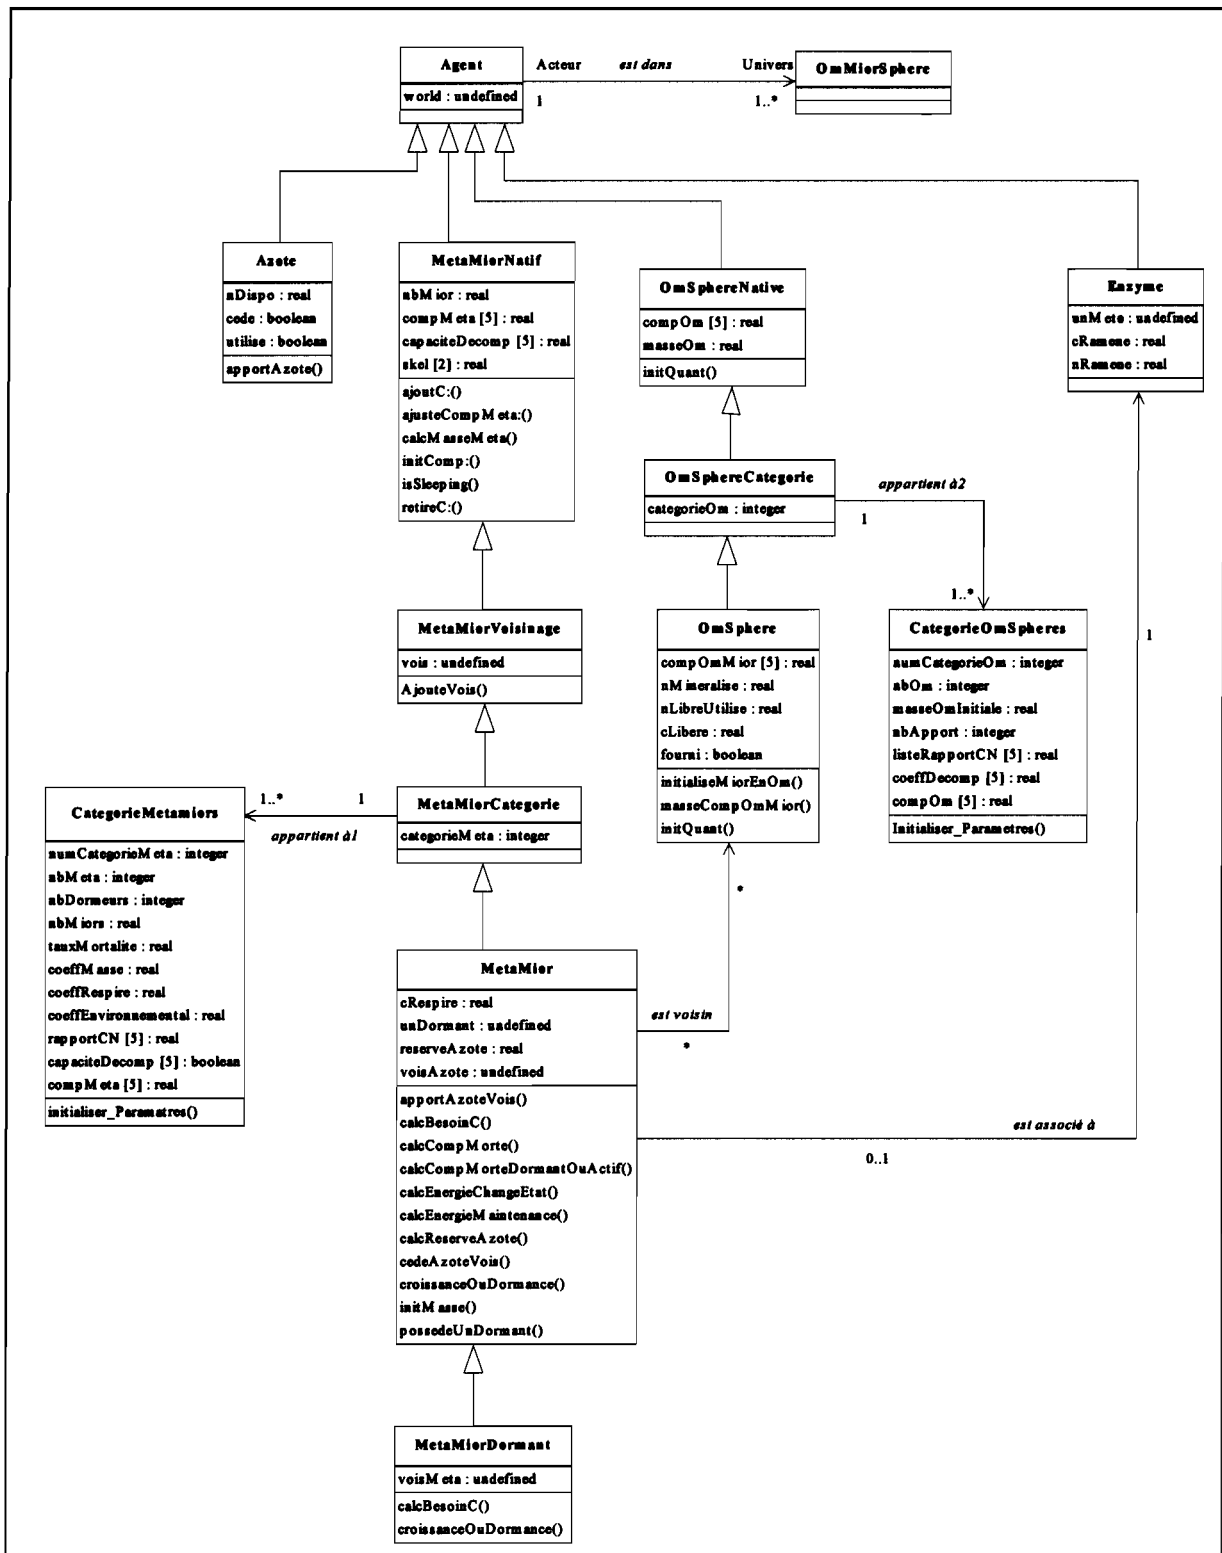 Agent
world : undefined
Acteur
est dans
Univers
1
1..*
OmMiorSphere
Azote
nDispo : real
cede : boolean
utilise : boolean
apportAzote()
MetaMiorNatif
nbMior : real
compMeta [5] : real
capaciteDecomp [5] : real
skel [2] : real
ajoutC:()
ajusteCompMeta:()
calcMasseMeta()
initComp:()
isSleeping()
retireC:()
OmSphereNative
compOm [5] : real
masseOm : real
initQuant()
Enzyme
unMeta : undefined
cRamene : real
nRamene : real
OmSphereCategorie
categorieOm : integer
appartient à2
1
1..*
MetaMiorVoisinage
vois : undefined
AjouteVois()
OmSphere
compOmMior [5] : real
nMineralise : real
nLibreUtilise : real
cLibere : real
fourni : boolean
initialiseMiorEnOm()
masseCompOmMior()
initQuant()
CategorieOmSpheres
numCategorieOm : integer
nbOm : integer
masseOmInitiale : real
nbApport : integer
listeRapportCN [5] : real
coeffDecomp [5] : real
compOm [5] : real
Initialiser_Parametres()
1
CategorieMetamiors
numCategorieMeta : integer
nbMeta : integer
nbDormeurs : integer
nbMiors : real
tauxMortalite : real
coeffMasse : real
coeffRespire : real
coeffEnvironnemental : real
rapportCN [5] : real
capaciteDecomp [5] : boolean
compMeta [5] : real
initialiser_Parametres()
1..*
1
appartient à1
MetaMiorCategorie
categorieMeta : integer
MetaMior
cRespire : real
unDormant : undefined
reserveAzote : real
voisAzote : undefined
apportAzoteVois()
calcBesoinC()
calcCompMorte()
calcCompMorteDormantOuActif()
calcEnergieChangeEtat()
calcEnergieMaintenance()
calcReserveAzote()
cedeAzoteVois()
croissanceOuDormance()
initMasse()
possedeUnDormant()
*
est voisin
*
est associé à
0..1
MetaMiorDormant
voisMeta : undefined
calcBesoinC()
croissanceOuDormance()